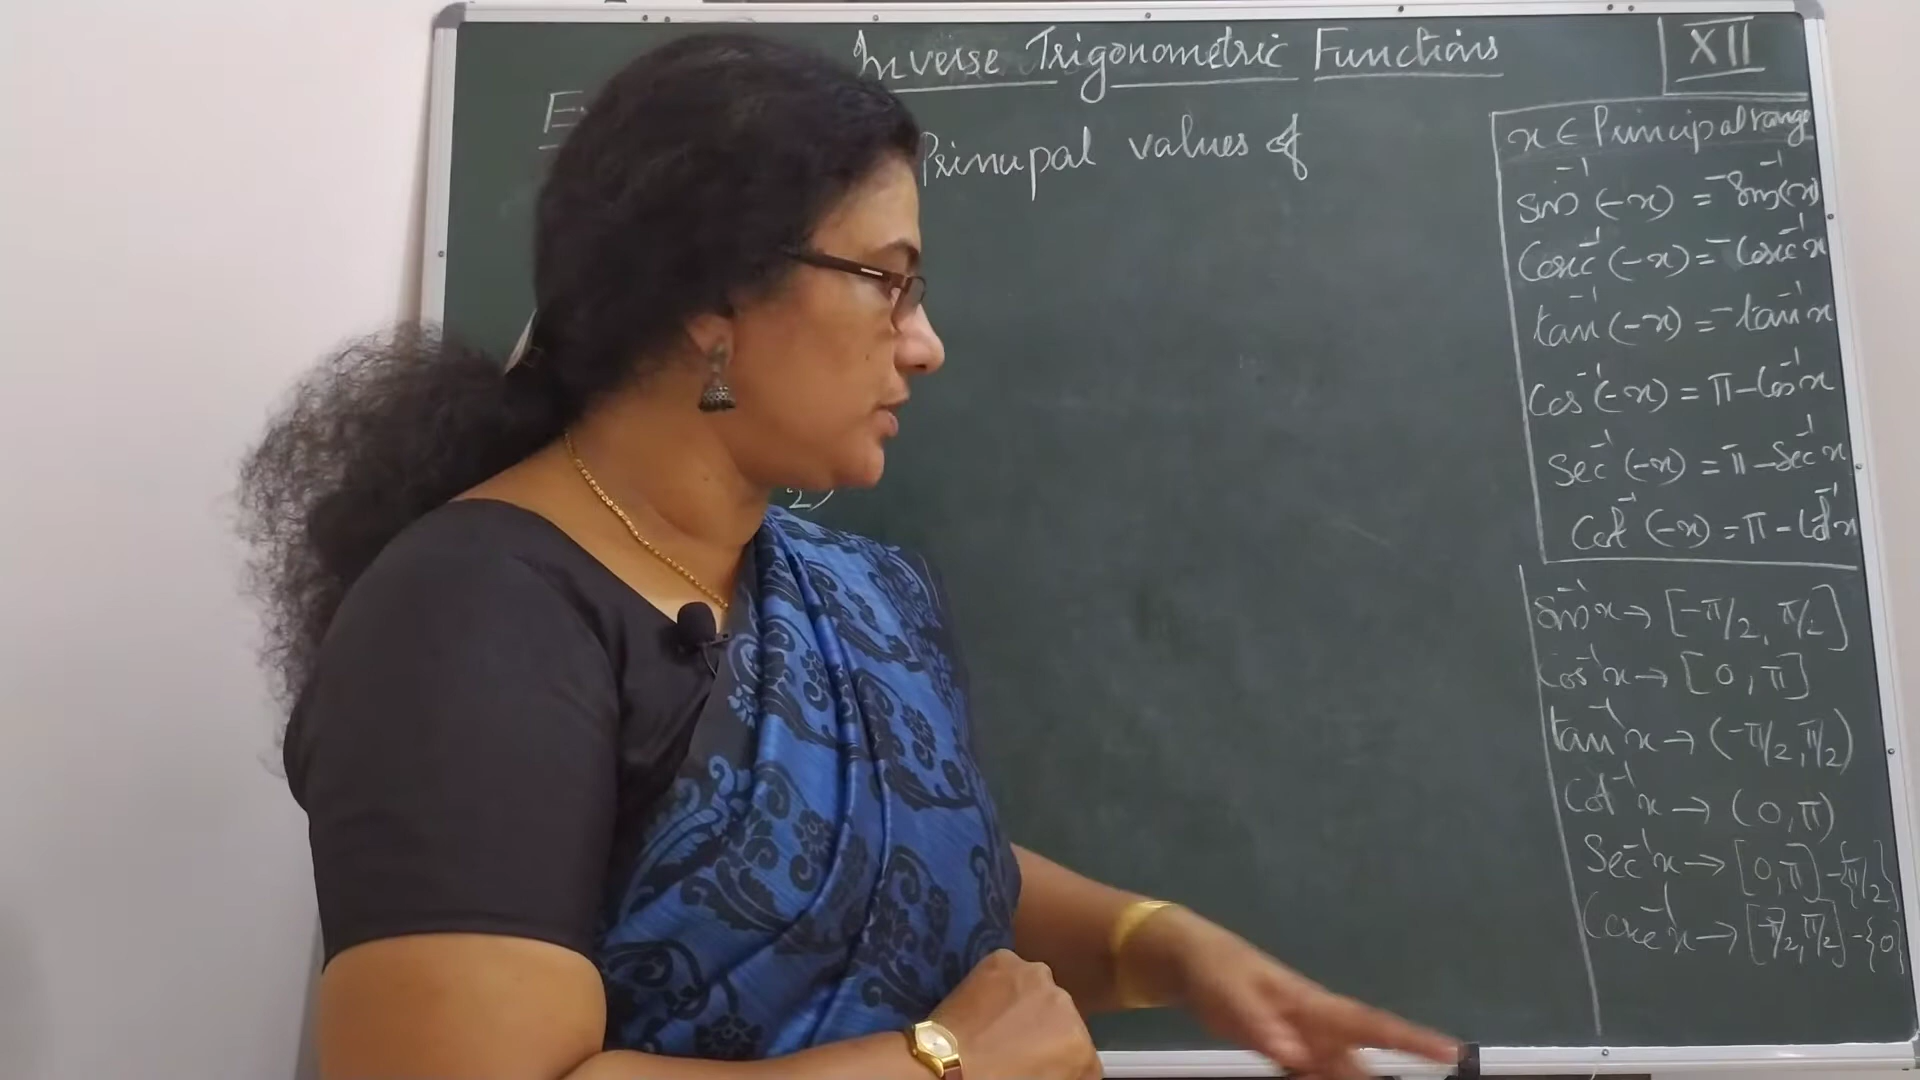 Inverse Trigonometric Functions
XII
Principal values of
2)
x ∈ Principal range
sin⁻¹(-x) = -sin⁻¹(x)
Cosec⁻¹(-x) = -Cosec⁻¹x
tan⁻¹(-x) = -tan⁻¹x
Cos⁻¹(-x) = π-Cos⁻¹x
Sec⁻¹(-x) = π-Sec⁻¹x
Cot⁻¹(-x) = π-Cot⁻¹x
sin⁻¹x → [-π/2, π/2]
Cos⁻¹x → [0, π]
tan⁻¹x → (-π/2, π/2)
Cot⁻¹x → (0, π)
Sec⁻¹x → [0, π]-{π/2}
Cosec⁻¹x → [-π/2, π/2]-{0}